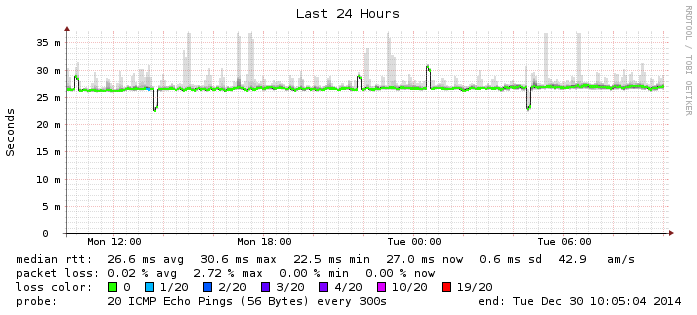 Last 24 Hours
RRDTOOL / TOBI OETIKER
Seconds
35 m
30 m
25 m
20 m
15 m
10 m
5 m
0
Mon 12:00 Mon 18:00 Tue 00:00 Tue 06:00
median rtt: 26.6 ms avg 30.6 ms max 22.5 ms min 27.0 ms now 0.6 ms sd 42.9 am/s
packet loss: 0.02 % avg 2.72 % max 0.00 % min 0.00 % now
loss color: 0 1/20 2/20 3/20 4/20 10/20 19/20
probe: 20 ICMP Echo Pings (56 Bytes) every 300s end: Tue Dec 30 10:05:04 2014